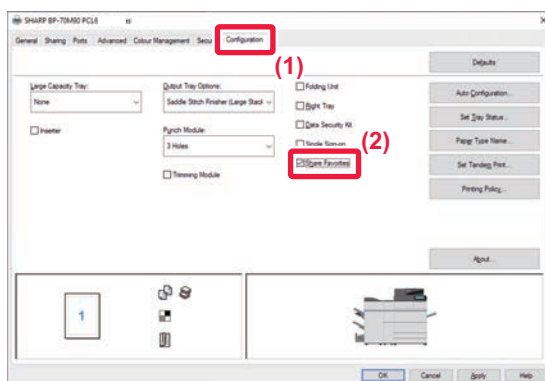 SHARP BP-70M90 PCL6
General Sharing Ports Advanced Colour Management Secu Configuration
(1)
Defaults
Large Capacity Tray:
None
Output Tray Options:
Saddle Stitch Finisher (Large Stack
Folding Unit
Right Tray
Data Security Kit
Single Sign-on
Share Favorites
(2)
Inserter
Punch Module:
3 Holes
Trimming Module
Auto Configuration...
Set Tray Status...
Paper Type Name...
Set Tandem Print...
Printing Policy...
About...
1
OK Cancel Apply Help